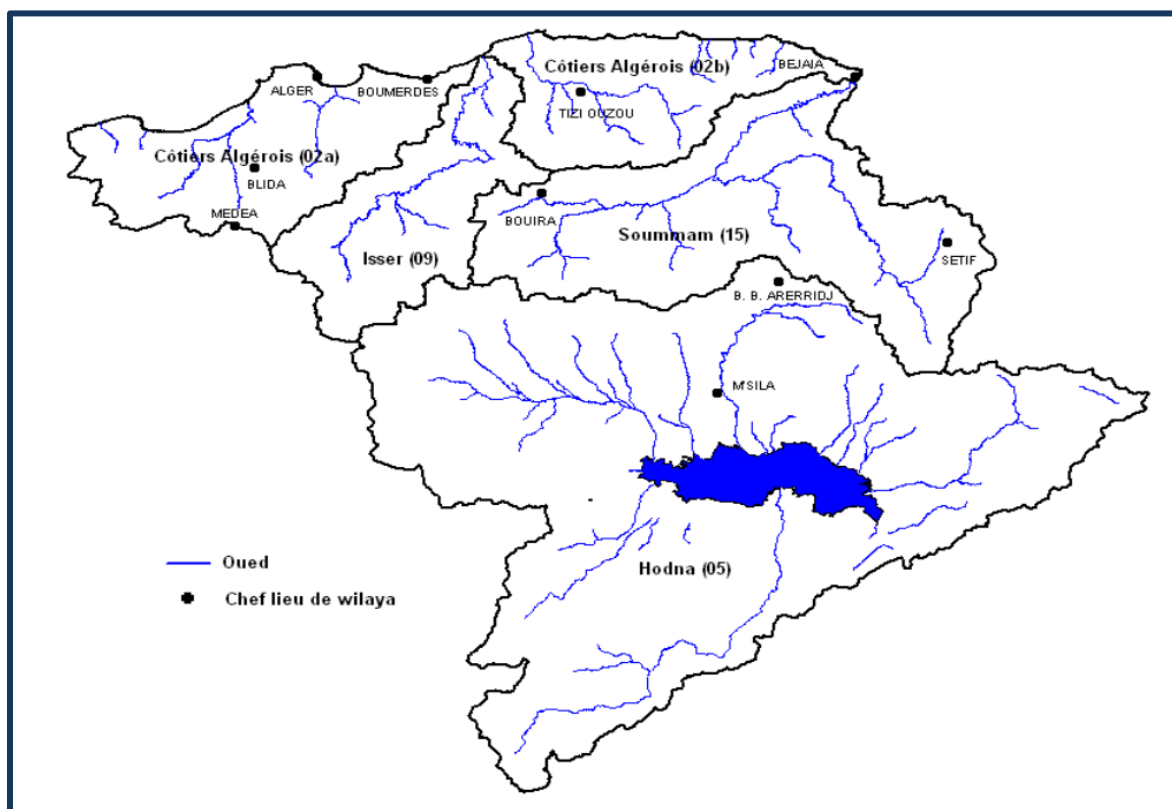 Côtiers Algérois (02b)
BEJAIA
ALGER
BOUMERDES
TIZI OUZOU
Côtiers Algérois (02a)
BLIDA
BOUIRA
MEDEA
Soummam (15)
Isser (09)
SETIF
B. B. ARERRIDJ
M'SILA
Oued
Hodna (05)
Chef lieu de wilaya